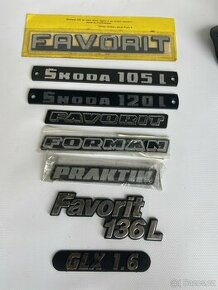 FAVORIT
ŠKODA 105 L
ŠKODA 120 L
FAVORIT
FORMAN
PRAKTIK
Favorit
136L
GLX 1.6